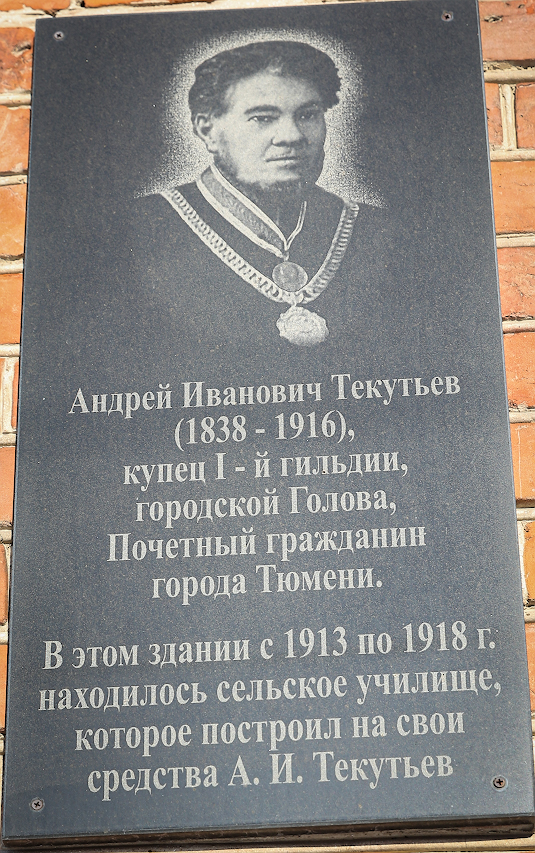 Андрей Иванович Текутьев
(1838 - 1916),
купец I - й гильдии,
городской Голова,
Почетный гражданин
города Тюмени.
В этом здании с 1913 по 1918 г.
находилось сельское училище,
которое построил на свои
средства А. И. Текутьев